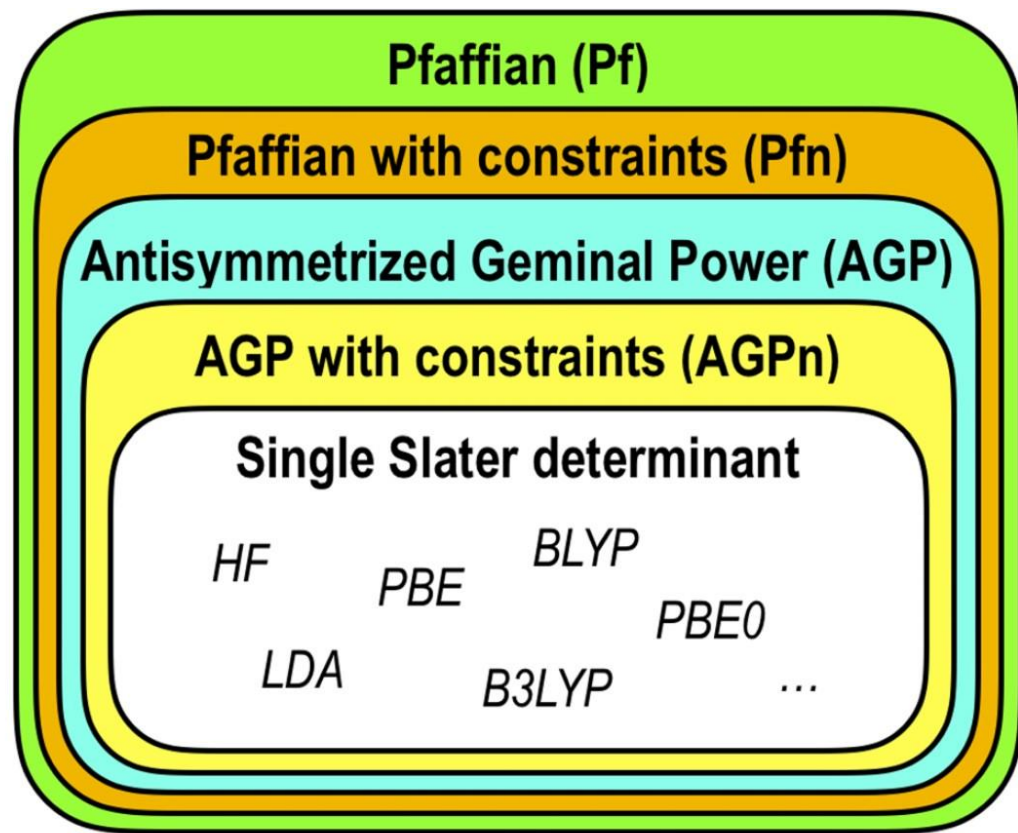 Pfaffian (Pf)
Pfaffian with constraints (Pfn)
Antisymmetrized Geminal Power (AGP)
AGP with constraints (AGPn)
Single Slater determinant
HF
PBE
BLYP
PBE0
LDA
B3LYP
…